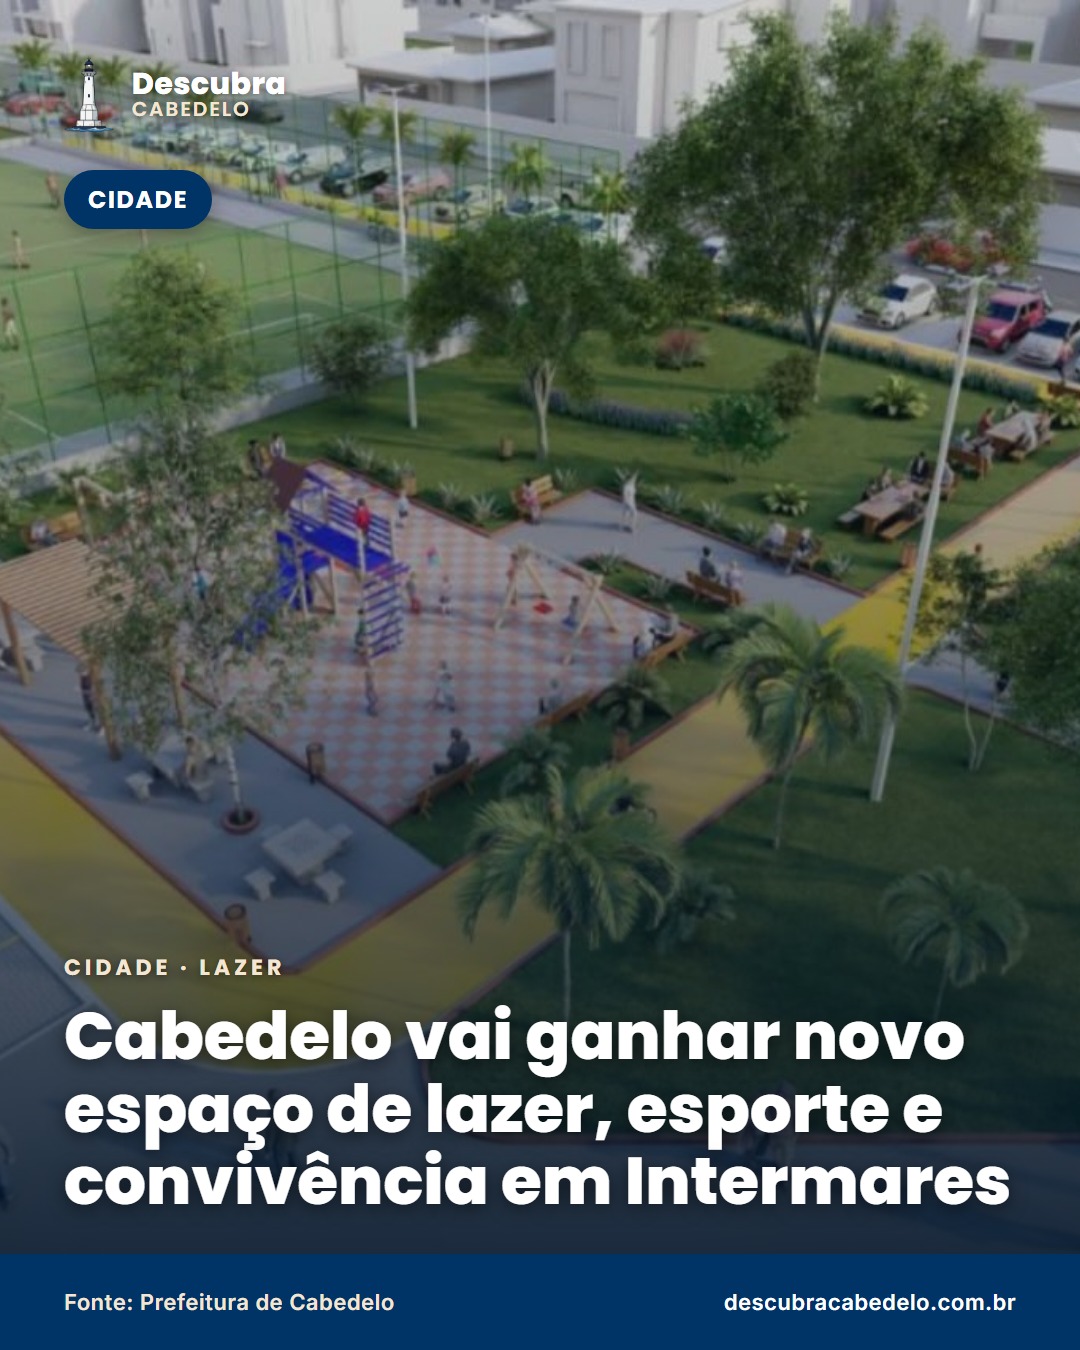 Descubra
CABEDELO
CIDADE
CIDADE · LAZER
Cabedelo vai ganhar novo
espaço de lazer, esporte e
convivência em Intermares
Fonte: Prefeitura de Cabedelo
descubracabedelo.com.br